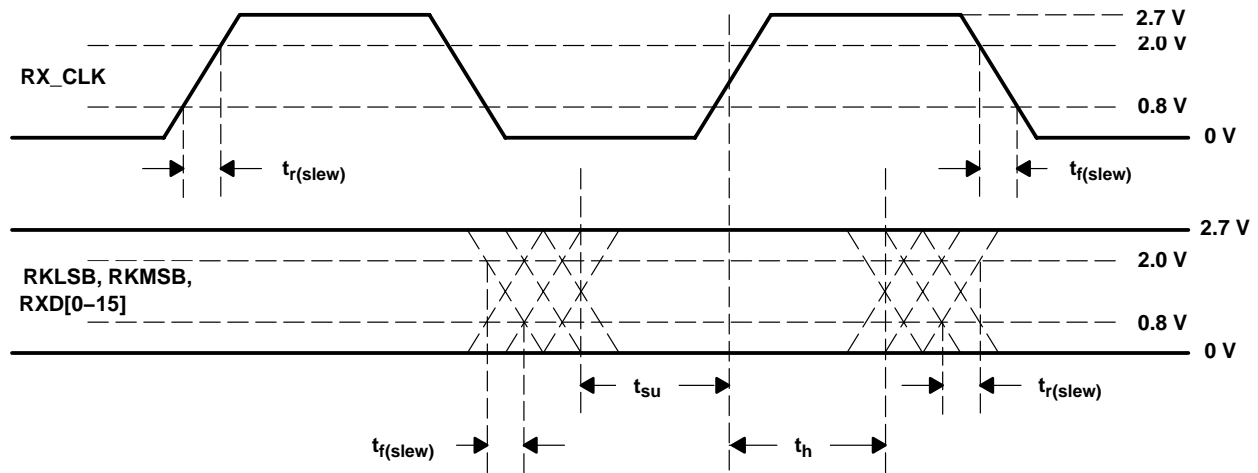 2.7 V
2.0 V
RX_CLK
0.8 V
0 V
tr(slew)
tf(slew)
2.7 V
2.0 V
RKLSB, RKMSB,
RXD[0–15]
0.8 V
0 V
tsu
tr(slew)
tf(slew)
th